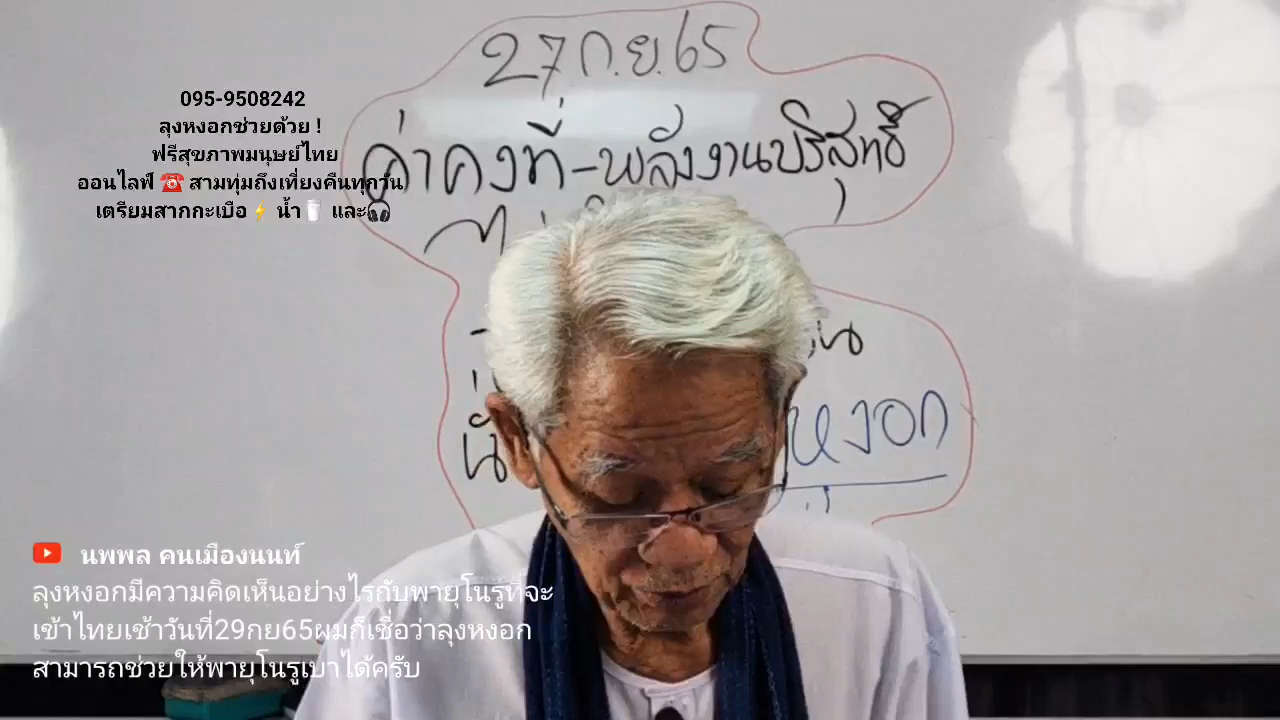 27 ก.ย.65
095-9508242
ลุงหงอกช่วยด้วย !
ฟรีสุขภาพมนุษย์ไทย
ออนไลฟ์ ☎️ สามทุ่มถึงเที่ยงคืนทุกวัน
เตรียมสากกะเบือ⚡ น้ำ🥛 และ🎧
ค่าคงที่-พลังงานบริสุทธิ์
หงอก
นพพล คนเมืองนนท์
ลุงหงอกมีความคิดเห็นอย่างไรกับพายุโนรูที่จะ
เข้าไทยเช้าวันที่29กย65ผมก็เชื่อว่าลุงหงอก
สามารถช่วยให้พายุโนรูเบาได้ครับ